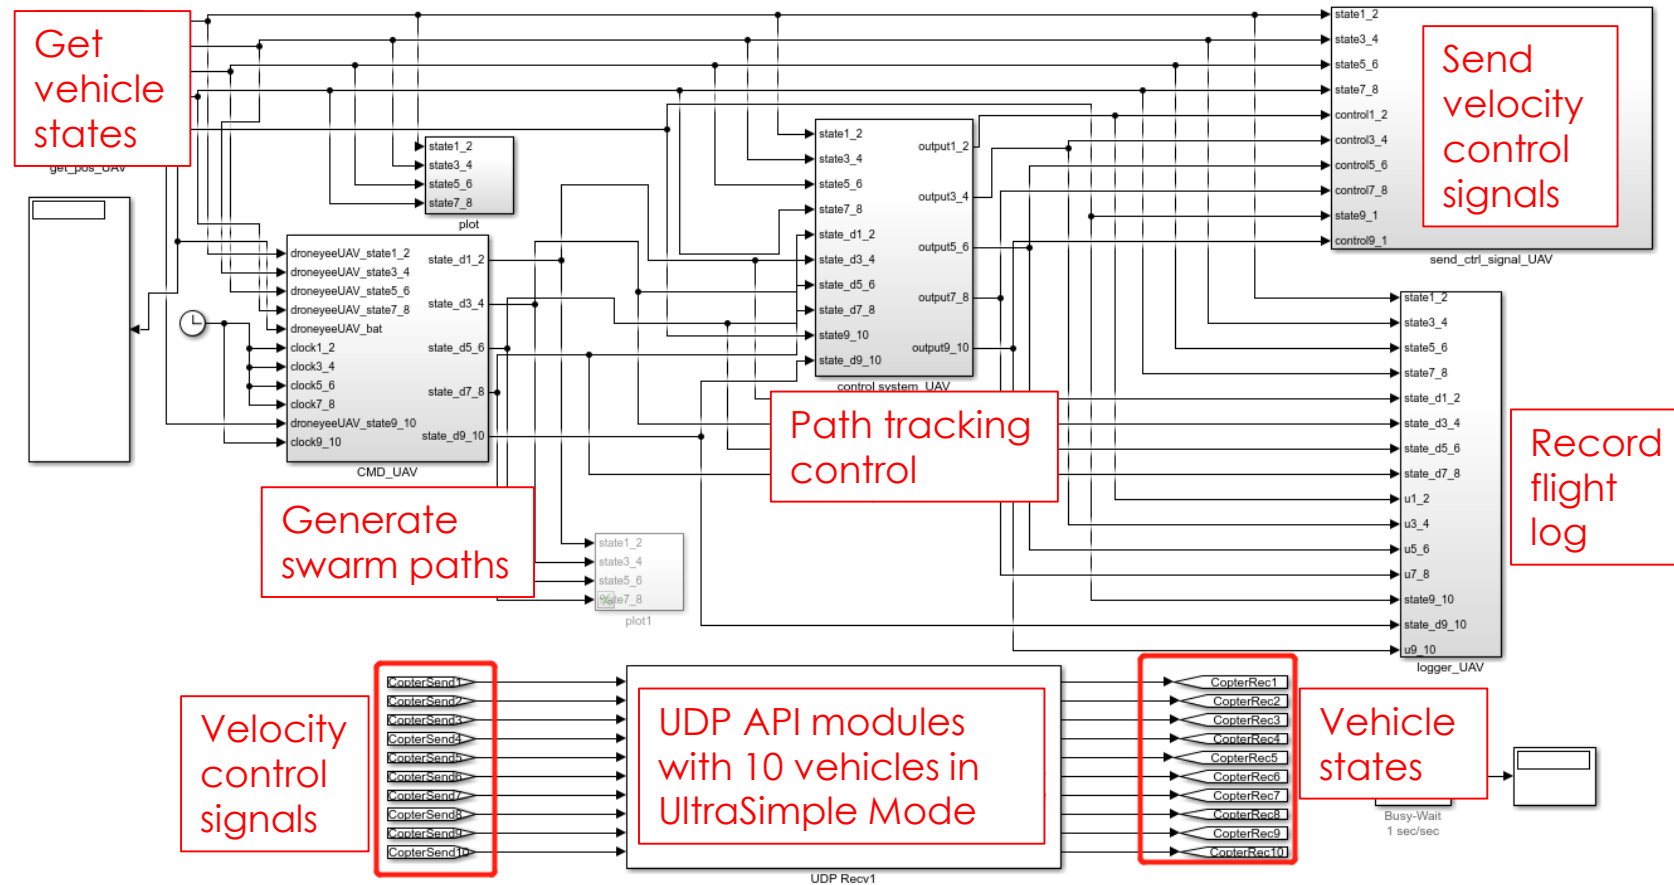 Get
vehicle
states
get_pos_UAV
state1_2
state3_4
state5_6
state7_8
plot
droneyeeUAV_state1_2
droneyeeUAV_state3_4
droneyeeUAV_state5_6
droneyeeUAV_state7_8
droneyeeUAV_bat
clock1_2
clock3_4
clock5_6
clock7_8
droneyeeUAV_state9_10
clock9_10
state_d1_2
state_d3_4
state_d5_6
state_d7_8
state_d9_10
CMD_UAV
Generate
swarm paths
state1_2
state3_4
state5_6
state7_8
output1_2
output3_4
output5_6
output7_8
output9_10
state_d1_2
state_d3_4
state_d5_6
state_d7_8
state9_10
state_d9_10
control system_UAV
Path tracking
control
state1_2
state3_4
state5_6
%
ate7_8
plot1
state1_2
state3_4
state5_6
state7_8
control1_2
control3_4
control5_6
control7_8
state9_1
control9_1
Send
velocity
control
signals
send_ctrl_signal_UAV
state1_2
state3_4
state5_6
state7_8
state_d1_2
state_d3_4
state_d5_6
state_d7_8
u1_2
u3_4
u5_6
u7_8
state9_10
state_d9_10
u9_10
logger_UAV
Record
flight
log
Velocity
control
signals
CopterSend1
CopterSend2
CopterSend3
CopterSend4
CopterSend5
CopterSend6
CopterSend7
CopterSend8
CopterSend9
CopterSend10
UDP API modules
with 10 vehicles in
UltraSimple Mode
UDP Recv1
CopterRec1
CopterRec2
CopterRec3
CopterRec4
CopterRec5
CopterRec6
CopterRec7
CopterRec8
CopterRec9
CopterRec10
Vehicle
states
Busy-Wait
1 sec/sec